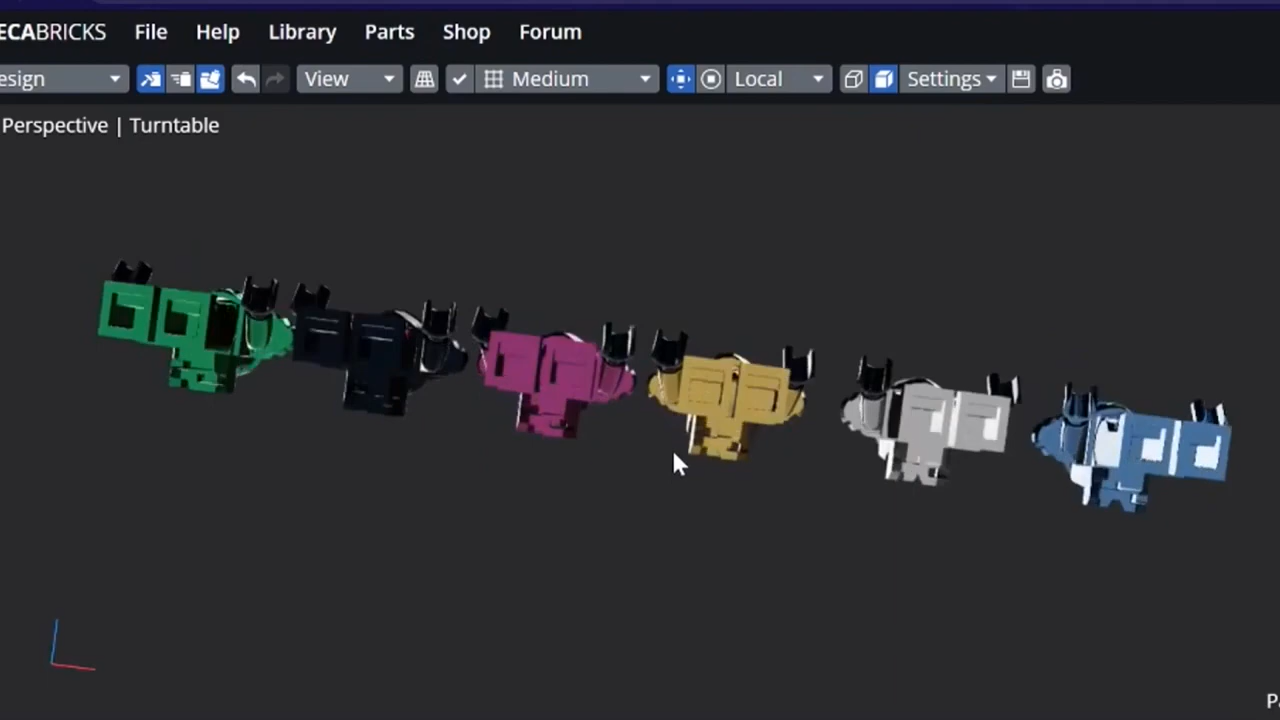 ECABRICKS File Help Library Parts Shop Forum
esign View Medium Local Settings
Perspective | Turntable
P